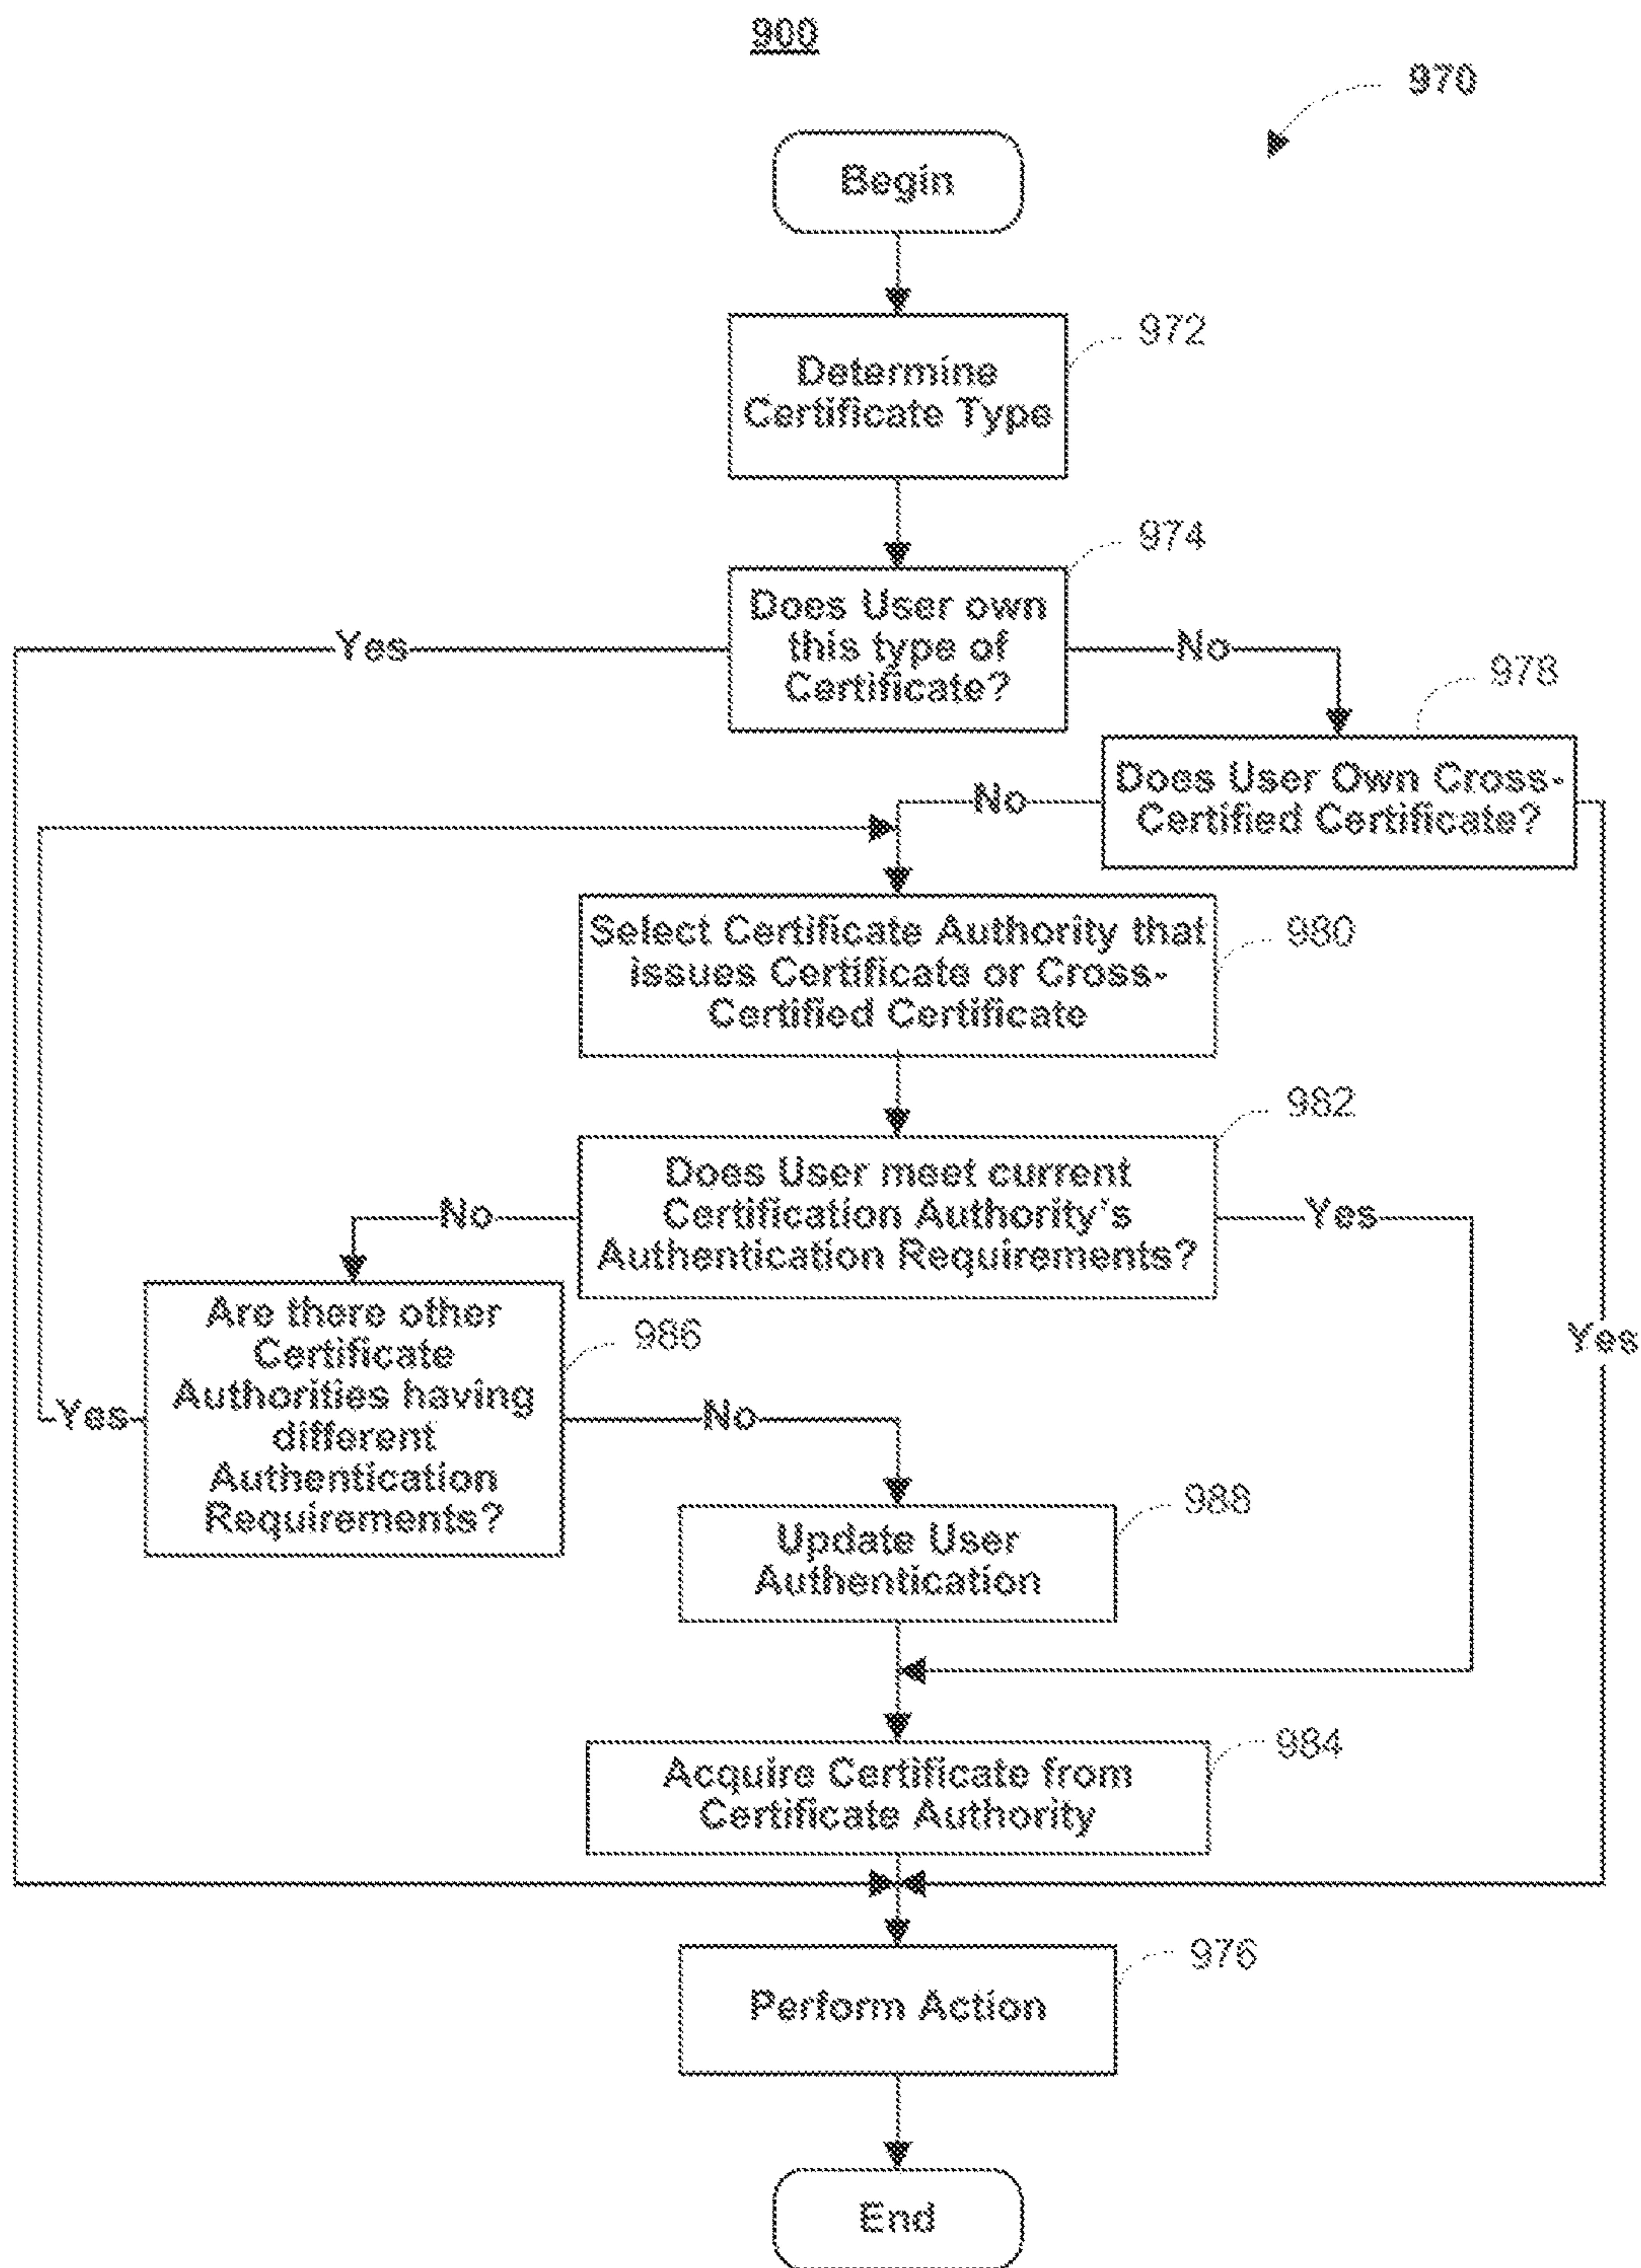 900
970
Begin
972
Determine
Certificate Type
974
Does User own
this type of
Certificate?
Yes
No
978
Does User Own Cross-
Certified Certificate?
No
Select Certificate Authority that
issues Certificate or Cross-
Certified Certificate
980
982
Does User meet current
Certification Authority's
Authentication Requirements?
No
Yes
Are there other
Certificate
Authorities having
different
Authentication
Requirements?
986
Yes
Yes
No
988
Update User
Authentication
984
Acquire Certificate from
Certificate Authority
976
Perform Action
End